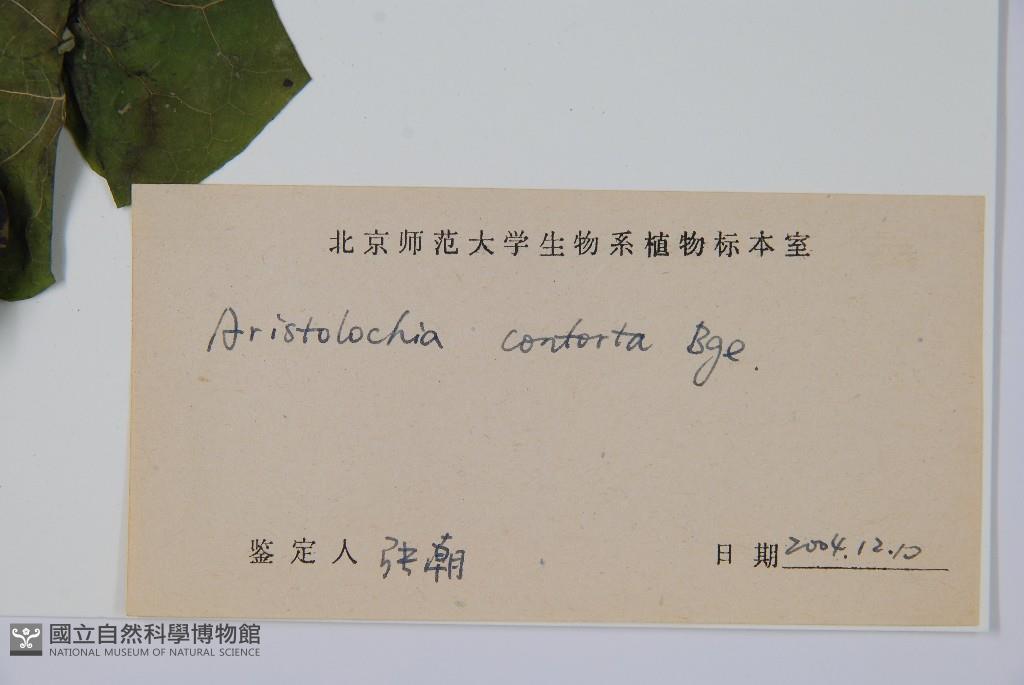 北京师范大学生物系植物标本室
Aristolochia contorta Bge.
鉴定人 张朝 日期 2004.12.10
國立自然科學博物館
NATIONAL MUSEUM OF NATURAL SCIENCE